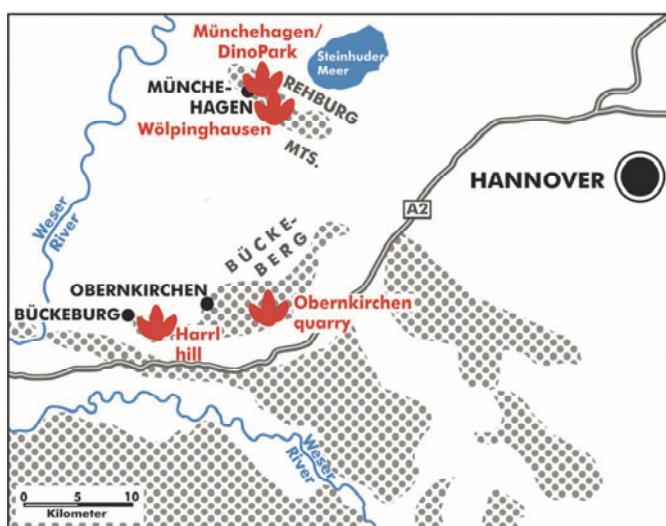 Münchehagen/
DinoPark
Steinhuder
Meer
MÜNCHE-
HAGEN
REHBURG
MTS.
Wölpinghausen
HANNOVER
A2
Weser
River
BÜCKE-
BERG
OBERNKIRCHEN
BÜCKEBURG
Obernkirchen
quarry
Harrl
hill
Weser
River
0 5 10
Kilometer